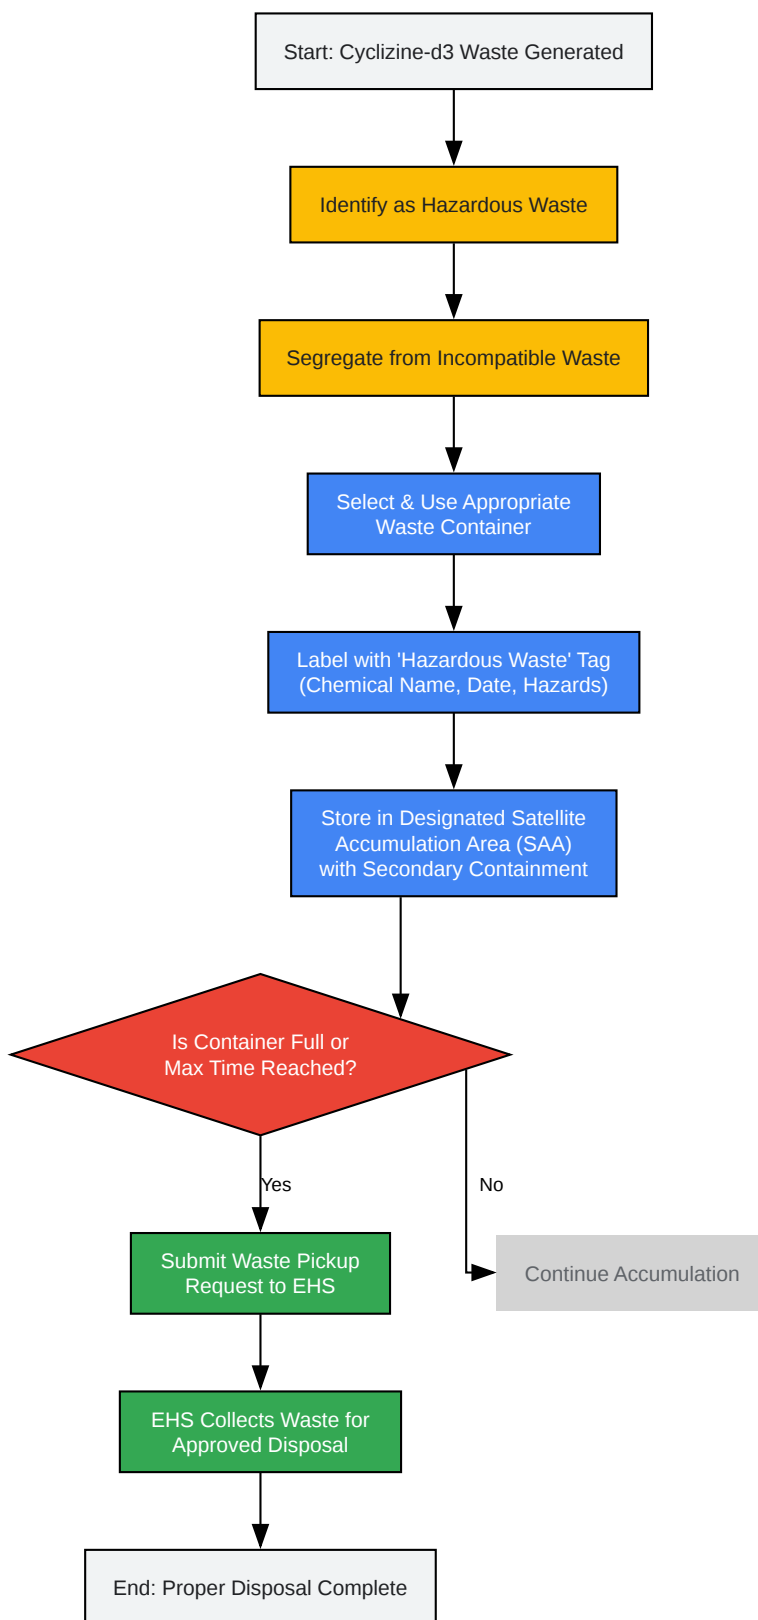 Start: Cyclizine-d3 Waste Generated
Identify as Hazardous Waste
Segregate from Incompatible Waste
Select & Use Appropriate
Waste Container
Label with 'Hazardous Waste' Tag
(Chemical Name, Date, Hazards)
Store in Designated Satellite
Accumulation Area (SAA)
with Secondary Containment
Is Container Full or
Max Time Reached?
Yes
No
Submit Waste Pickup
Request to EHS
Continue Accumulation
EHS Collects Waste for
Approved Disposal
End: Proper Disposal Complete